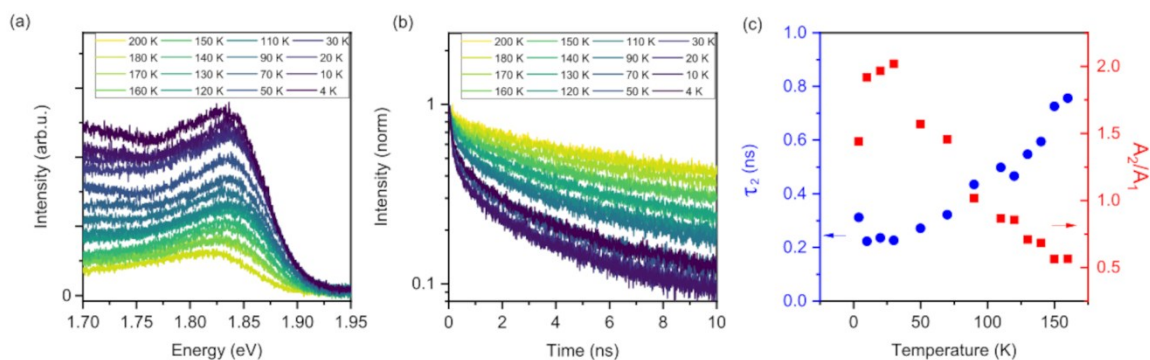 (a)
200 K 150 K 110 K 30 K
180 K 140 K 90 K 20 K
170 K 130 K 70 K 10 K
160 K 120 K 50 K 4 K
Intensity (arb.u.)
0
1.70 1.75 1.80 1.85 1.90 1.95
Energy (eV)
(b)
200 K 150 K 110 K 30 K
180 K 140 K 90 K 20 K
170 K 130 K 70 K 10 K
160 K 120 K 50 K 4 K
Intensity (norm)
1
0.1
0 2 4 6 8 10
Time (ns)
(c)
τ₂ (ns)
1.0
0.8
0.6
0.4
0.2
0.0
0 50 100 150
Temperature (K)
2.0
1.5
1.0
0.5
A₂/A₁